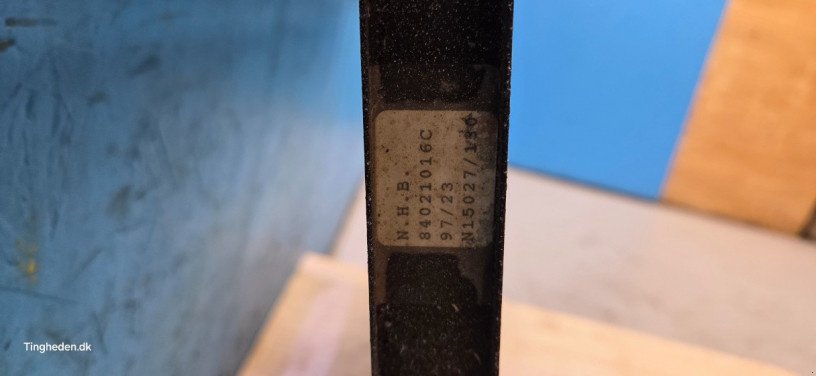 N.H.B.
84021016C
97/23
N15027/136
Tingheden.dk